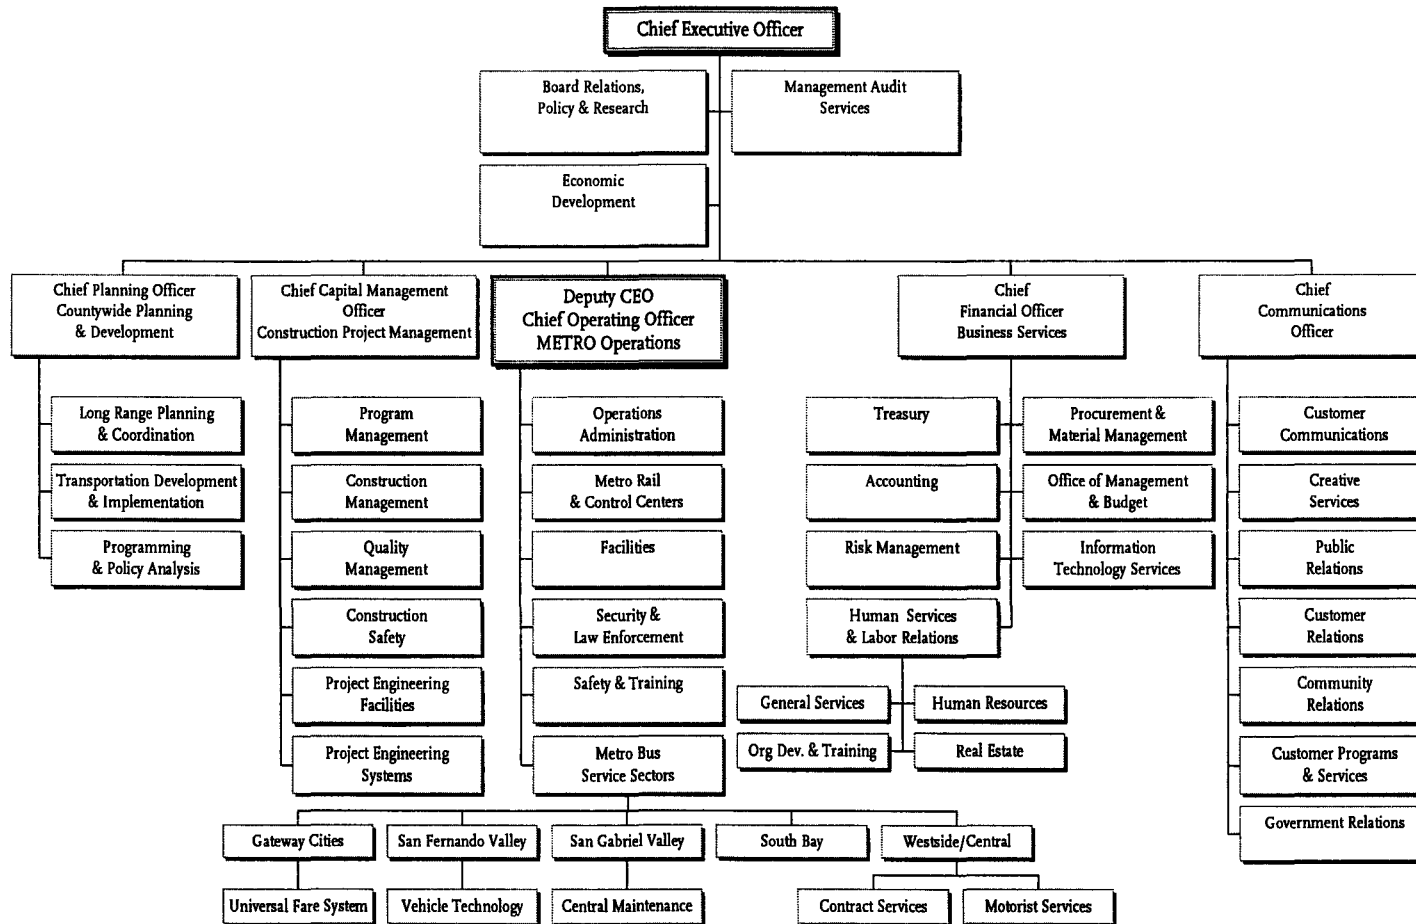 Chief Executive Officer
Board Relations,
Policy & Research
Management Audit
Services
Economic
Development
Chief Planning Officer
Countywide Planning
& Development
Chief Capital Management
Officer
Construction Project Management
Deputy CEO
Chief Operating Officer
METRO Operations
Chief
Financial Officer
Business Services
Chief
Communications
Officer
Long Range Planning
& Coordination
Transportation Development
& Implementation
Programming
& Policy Analysis
Program
Management
Construction
Management
Quality
Management
Construction
Safety
Project Engineering
Facilities
Project Engineering
Systems
Operations
Administration
Metro Rail
& Control Centers
Facilities
Security &
Law Enforcement
Safety & Training
Metro Bus
Service Sectors
Treasury
Procurement &
Material Management
Accounting
Office of Management
& Budget
Risk Management
Information
Technology Services
Human Services
& Labor Relations
General Services
Human Resources
Org Dev. & Training
Real Estate
Customer
Communications
Creative
Services
Public
Relations
Customer
Relations
Community
Relations
Customer Programs
& Services
Government Relations
Gateway Cities
San Fernando Valley
San Gabriel Valley
South Bay
Westside/Central
Universal Fare System
Vehicle Technology
Central Maintenance
Contract Services
Motorist Services